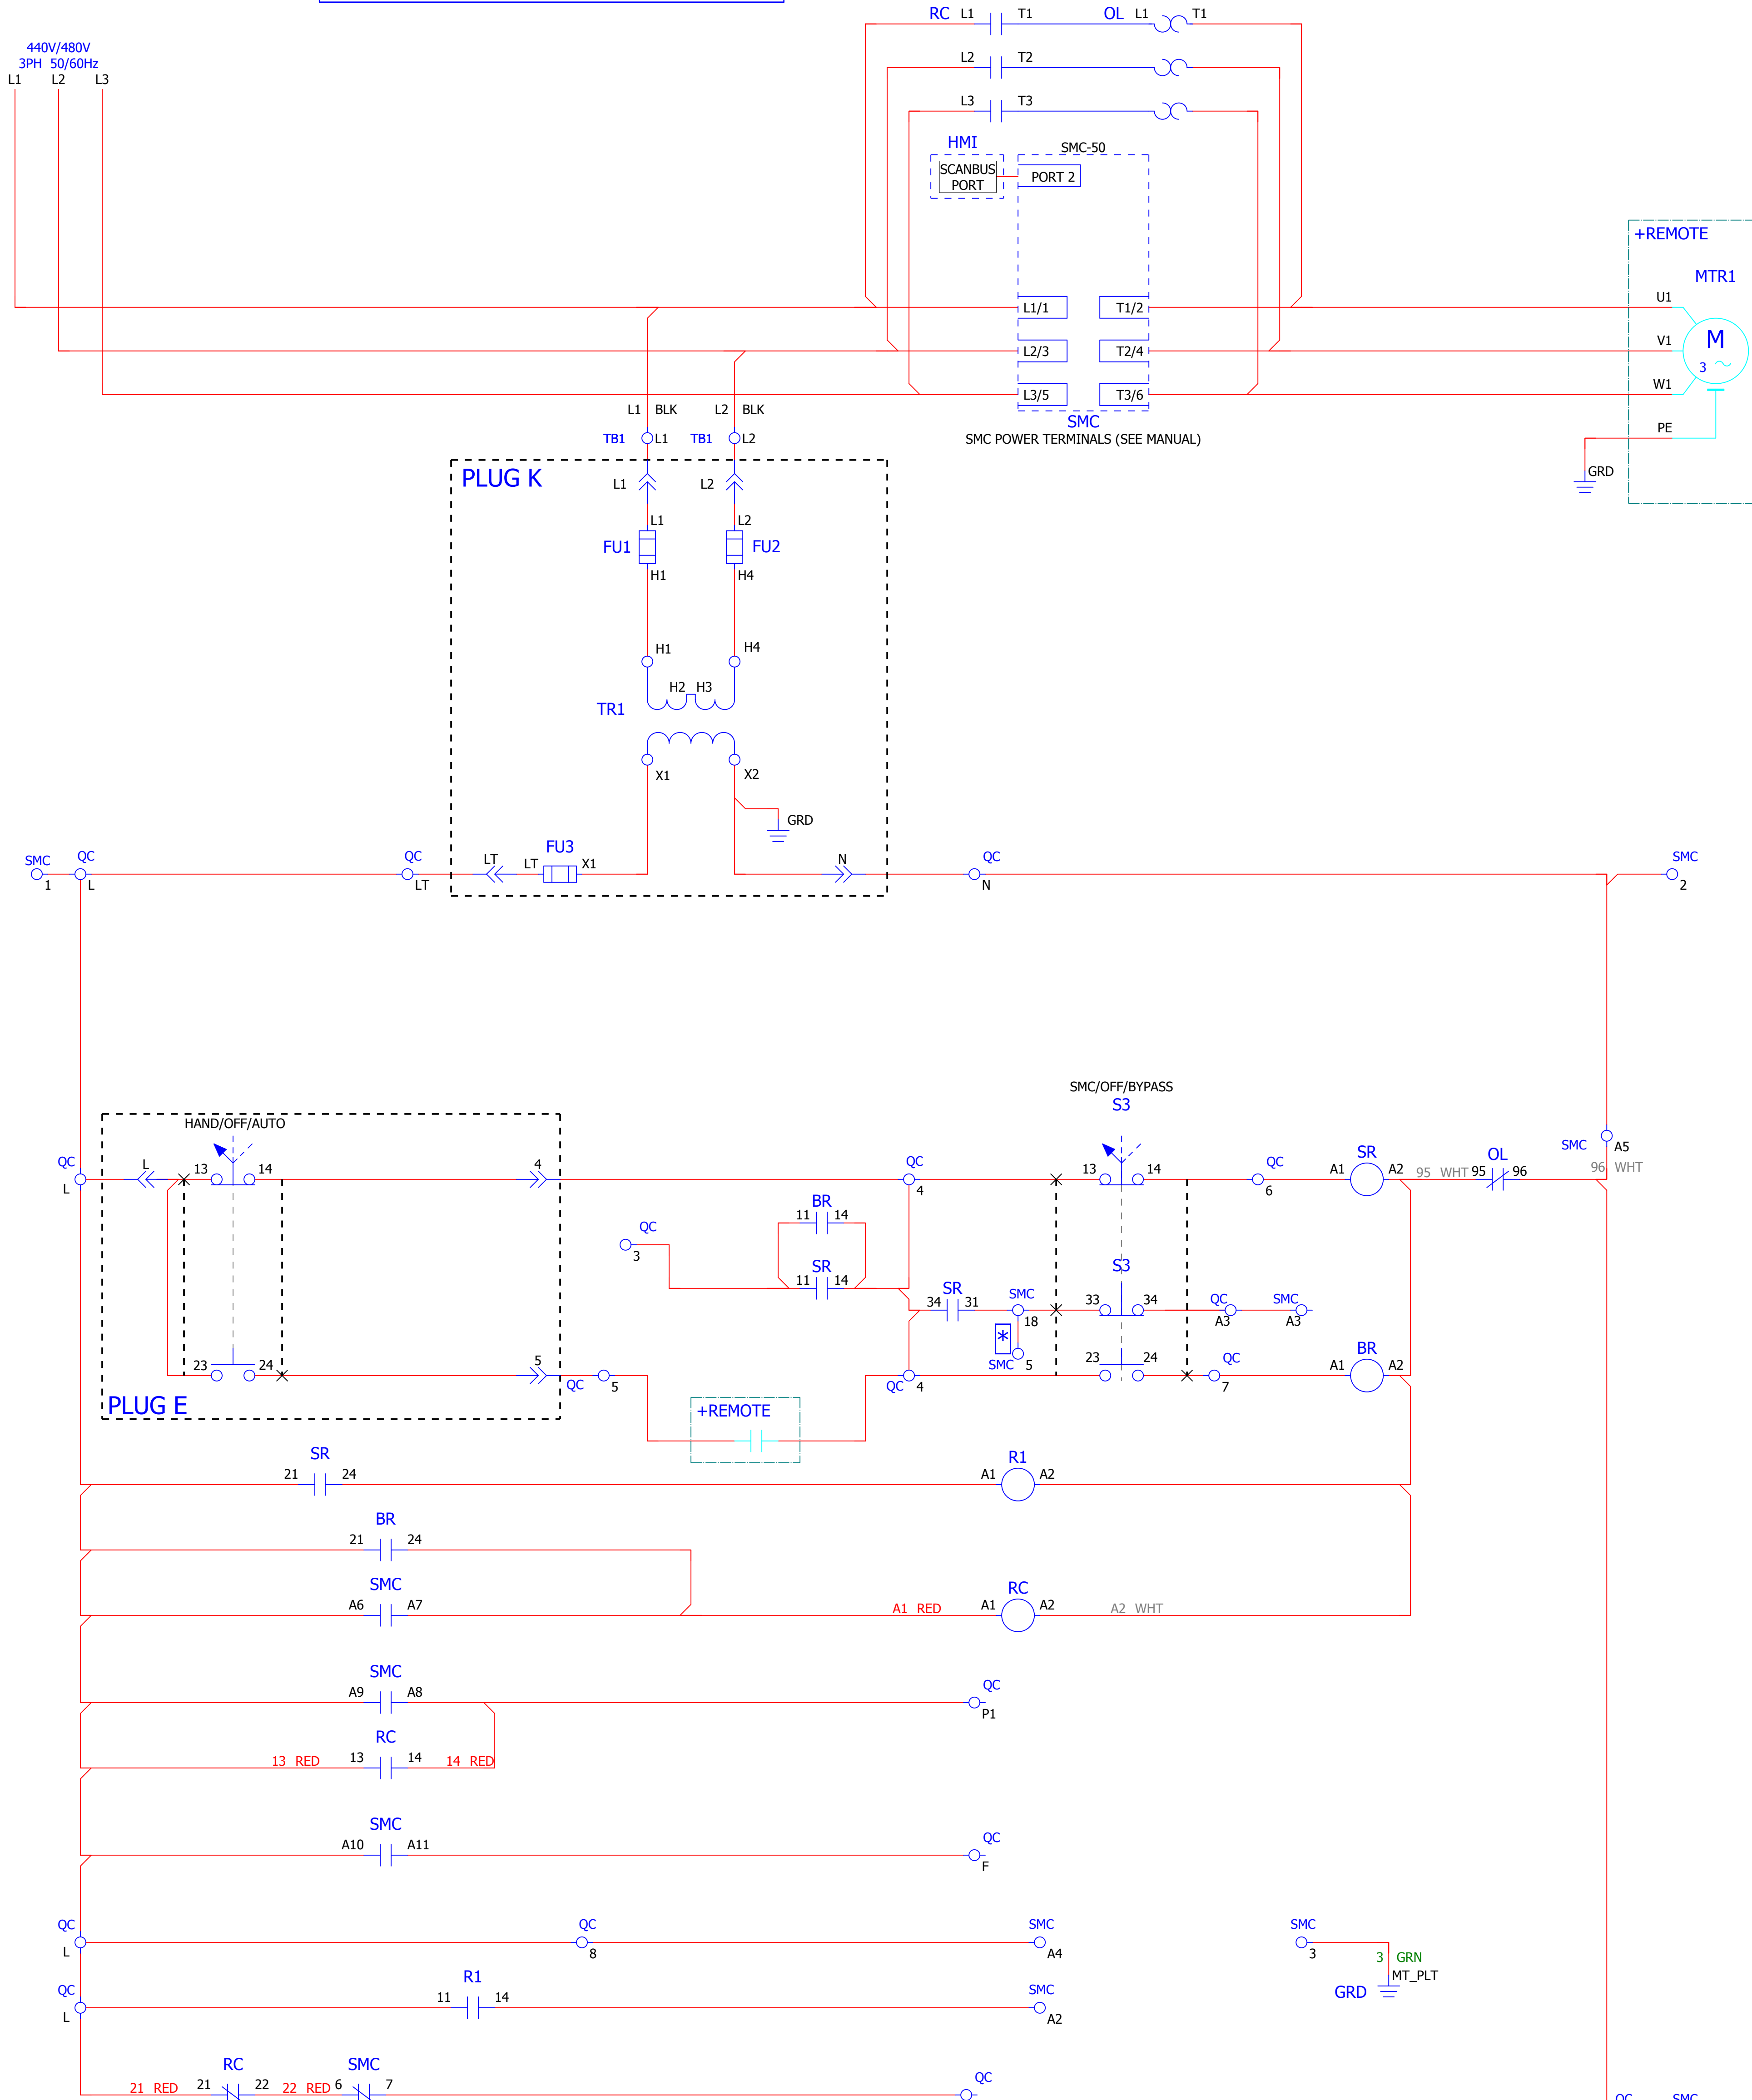 RC L1 T1 OL L1 T1
440V/480V
3PH 50/60Hz
L1 L2 L3
L2 T2
L3 T3
HMI
SMC-50
SCANBUS
PORT
PORT 2
+REMOTE
MTR1
L1/1 T1/2 U1
L2/3 T2/4 V1
M
3
L3/5 T3/6 W1
L1 BLK L2 BLK
SMC
SMC POWER TERMINALS (SEE MANUAL)
TB1 L1 TB1 L2
PE
GRD
PLUG K
L1 L2
L1 L2
FU1 FU2
H1 H4
H1 H4
H2 H3
TR1
X1 X2
GRD
FU3
SMC QC QC LT LT X1 N QC SMC
1 L LT N 2
SMC/OFF/BYPASS
S3
HAND/OFF/AUTO
SMC A5
QC L 13 14 4 QC 13 14 QC SR A1 A2 95 WHT 95 OL 96 96 WHT
L 4 6
BR
11 14
QC
3
SR
11 14
S3
SR
34 31 SMC 33 34 QC SMC
18 A3 A3
*
SMC 5
23 24 5 QC 5 QC 4 23 24 QC 7 BR A1 A2
PLUG E
+REMOTE
SR
21 24
R1
A1 A2
BR
21 24
SMC
A6 A7
RC
A1 RED A1 A2 A2 WHT
SMC
A9 A8
QC
P1
RC
13 RED 13 14 14 RED
SMC
A10 A11
QC
F
QC QC SMC SMC
L 8 A4 3
3 GRN
MT_PLT
GRD
QC R1 SMC
L 11 14 A2
RC SMC QC
21 RED 21 22 22 RED 6 7
QC SMC